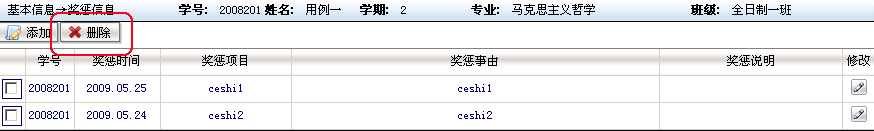 基本信息→奖惩信息 学号: 2008201 姓名: 用例一 学期: 2 专业: 马克思主义哲学 班级: 全日制一班
添加 删除
学号 奖惩时间 奖惩项目 奖惩事由 奖惩说明 修改
2008201 2009.05.25 ceshi1 ceshi1
2008201 2009.05.24 ceshi2 ceshi2